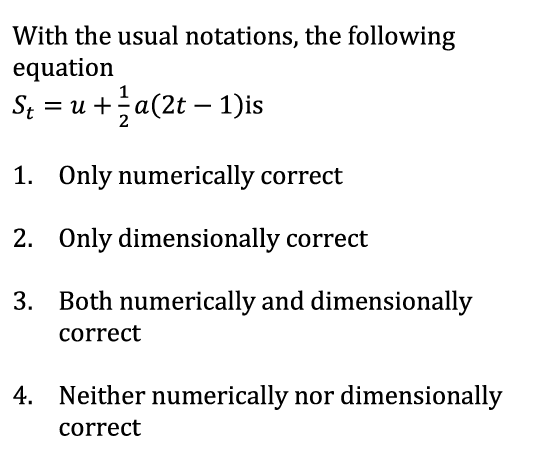 With the usual notations, the following
equation
S_t = u + \frac{1}{2} a(2t − 1)is
1. Only numerically correct
2. Only dimensionally correct
3. Both numerically and dimensionally
correct
4. Neither numerically nor dimensionally
correct